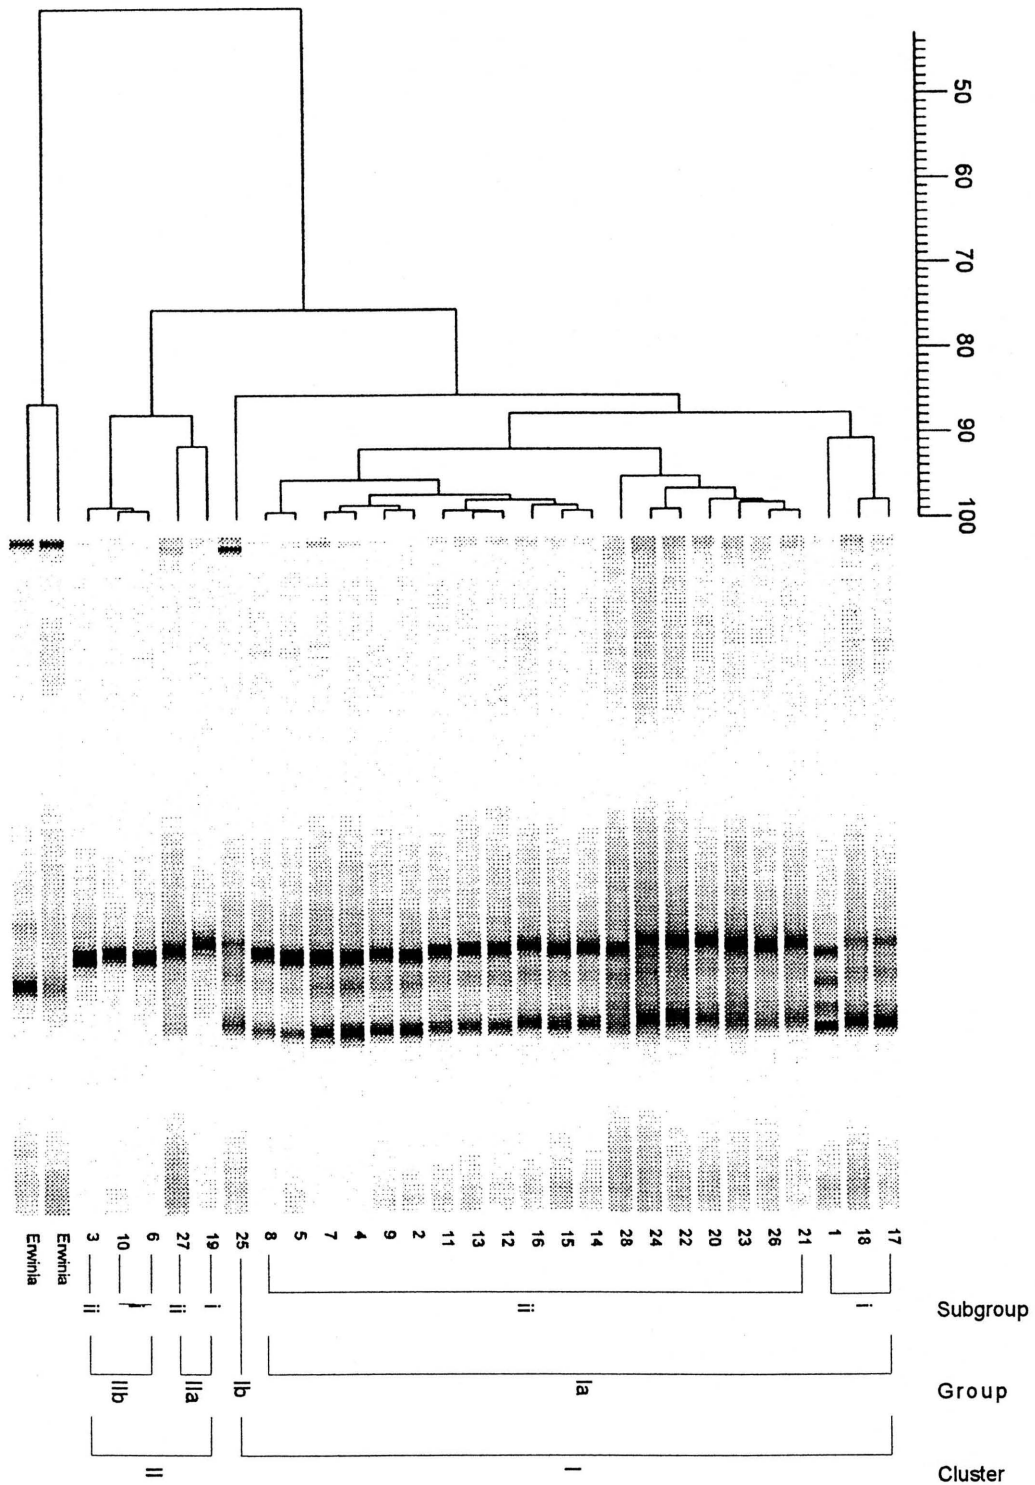 50 60 70 80 90 100
Erwinia Erwinia 3 10 6 27 19 25 8 5 7 4 9 2 11 13 12 16 15 14 28 24 22 20 23 26 21 1 18 17
ii i ii i ii i Subgroup
IIb IIa Ib Ia Group
II I Cluster